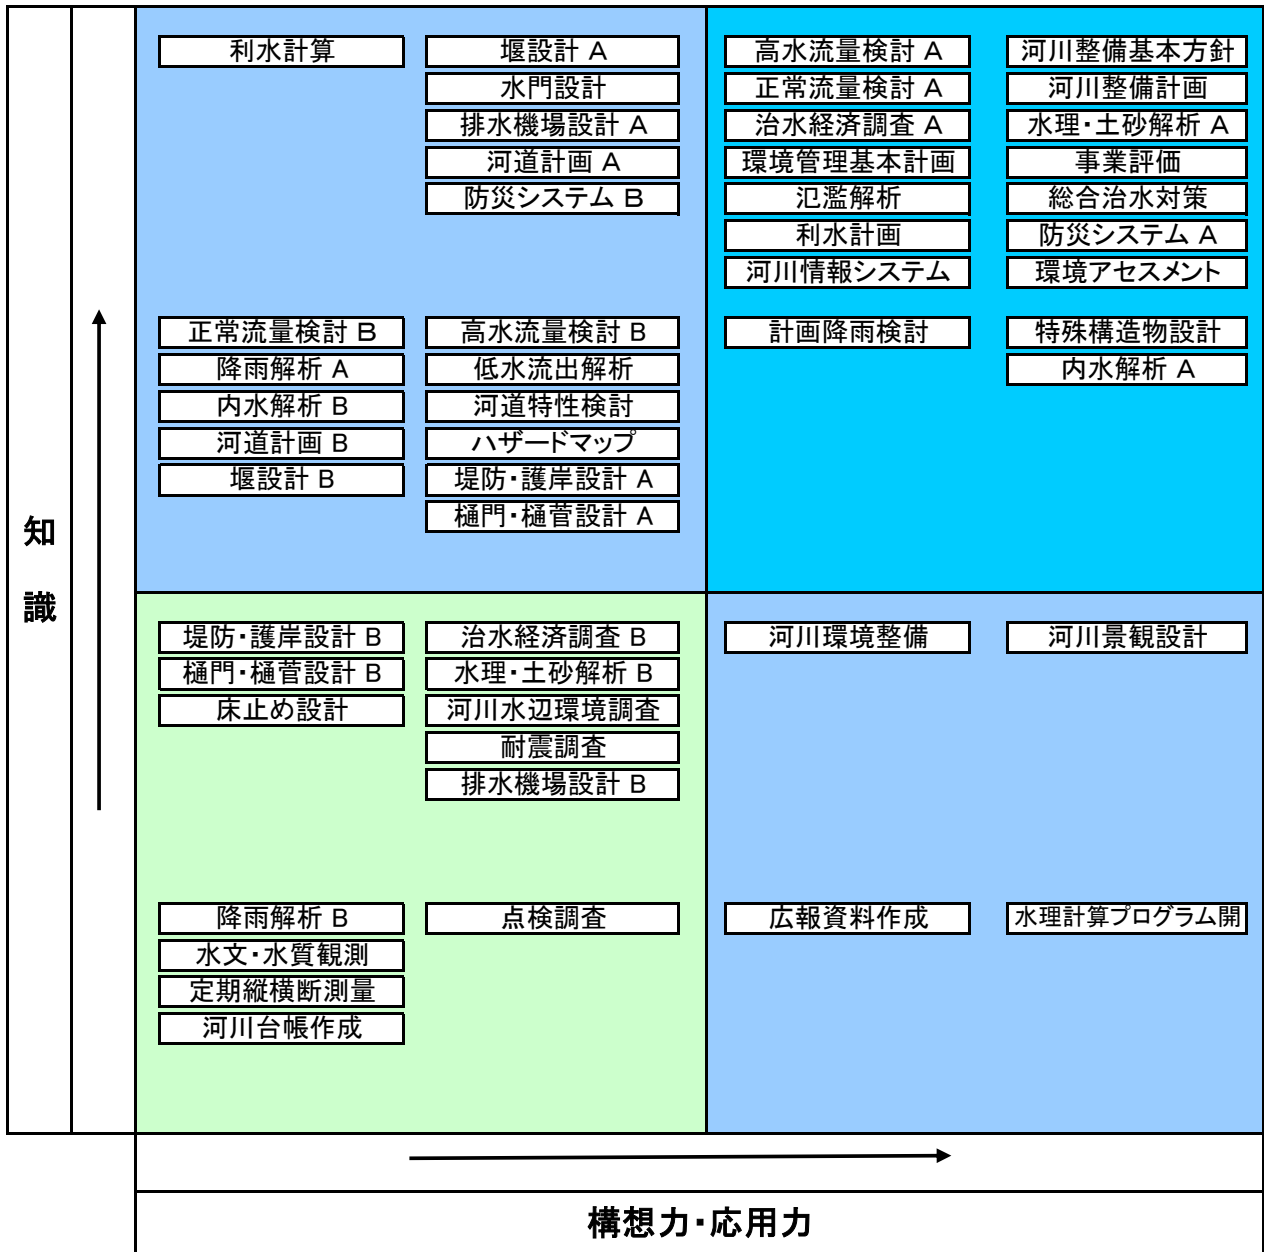 利水計算
堰設計 A
水門設計
排水機場設計 A
河道計画 A
防災システム B
高水流量検討 A
正常流量検討 A
治水経済調査 A
環境管理基本計画
氾濫解析
利水計画
河川情報システム
河川整備基本方針
河川整備計画
水理・土砂解析 A
事業評価
総合治水対策
防災システム A
環境アセスメント
正常流量検討 B
降雨解析 A
内水解析 B
河道計画 B
堰設計 B
高水流量検討 B
低水流出解析
河道特性検討
ハザードマップ
堤防・護岸設計 A
樋門・樋菅設計 A
計画降雨検討
特殊構造物設計
内水解析 A
知
識
堤防・護岸設計 B
樋門・樋菅設計 B
床止め設計
治水経済調査 B
水理・土砂解析 B
河川水辺環境調査
耐震調査
排水機場設計 B
河川環境整備
河川景観設計
降雨解析 B
水文・水質観測
定期縦横断測量
河川台帳作成
点検調査
広報資料作成
水理計算プログラム開
構想力・応用力